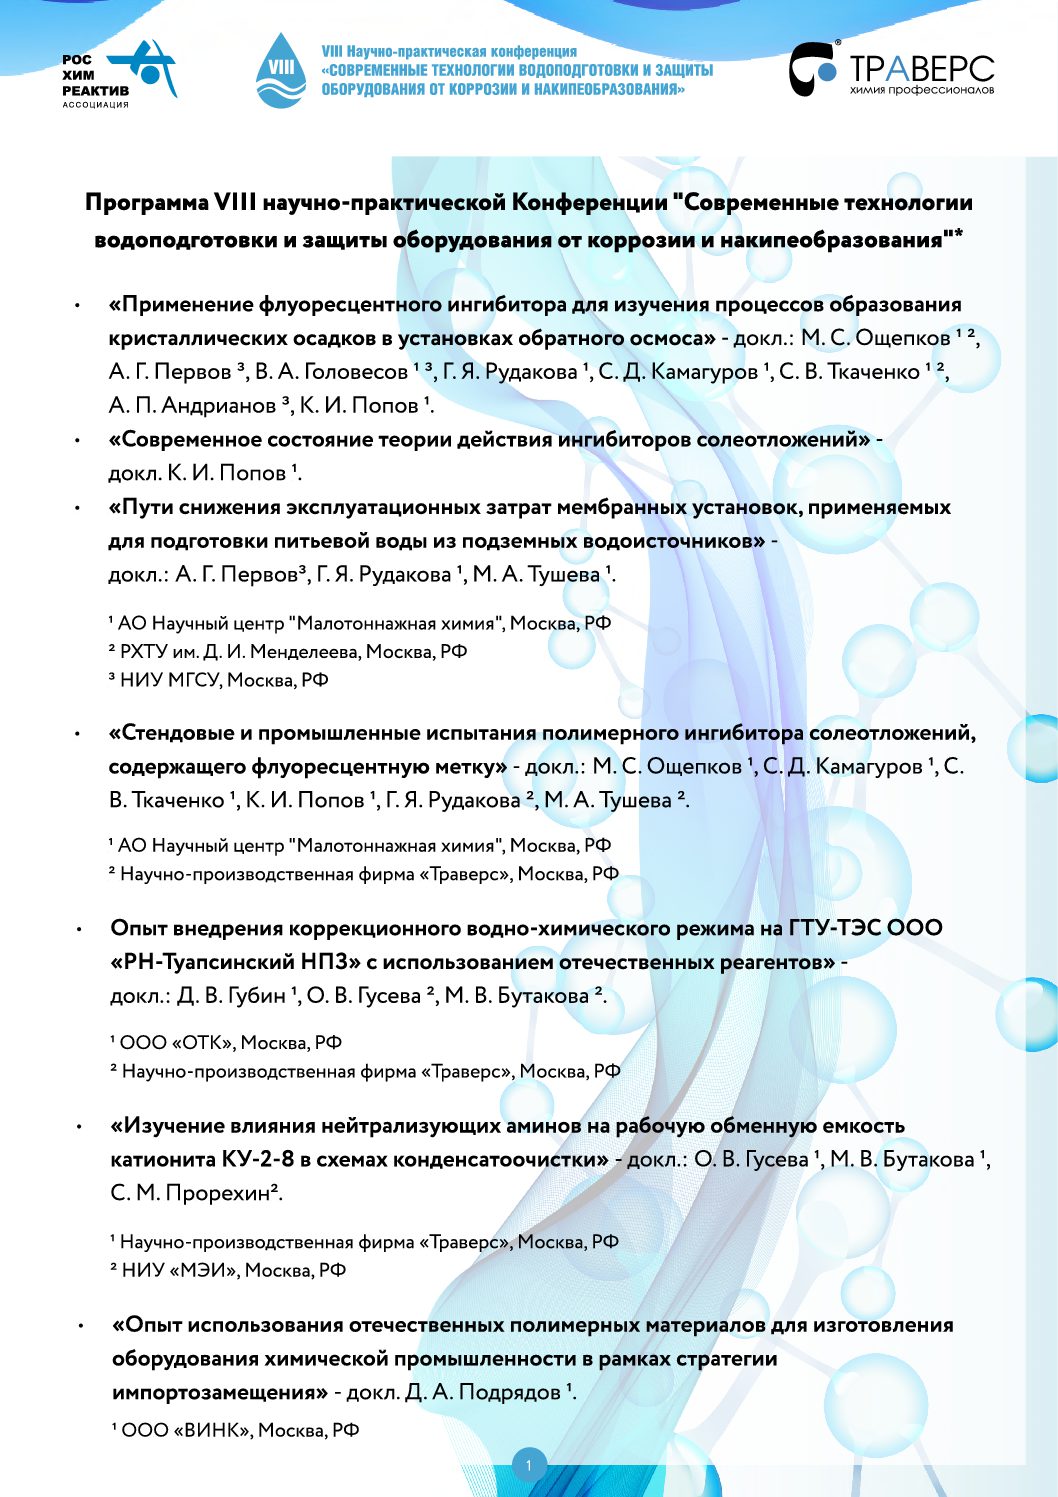 РОС
ХИМ
РЕАКТИВ
АССОЦИАЦИЯ
VIII
VIII Научно-практическая конференция
«СОВРЕМЕННЫЕ ТЕХНОЛОГИИ ВОДОПОДГОТОВКИ И ЗАЩИТЫ
ОБОРУДОВАНИЯ ОТ КОРРОЗИИ И НАКИПЕОБРАЗОВАНИЯ»
®
ТРАВЕРС
химия профессионалов
Программа VIII научно-практической Конференции "Современные технологии
водоподготовки и защиты оборудования от коррозии и накипеобразования"*
• «Применение флуоресцентного ингибитора для изучения процессов образования
кристаллических осадков в установках обратного осмоса» - докл.: М. С. Ощепков ¹ ²,
А. Г. Первов ³, В. А. Головесов ¹ ³, Г. Я. Рудакова ¹, С. Д. Камагуров ¹, С. В. Ткаченко ¹ ²,
А. П. Андрианов ³, К. И. Попов ¹.
• «Современное состояние теории действия ингибиторов солеотложений» -
докл. К. И. Попов ¹.
• «Пути снижения эксплуатационных затрат мембранных установок, применяемых
для подготовки питьевой воды из подземных водоисточников» -
докл.: А. Г. Первов³, Г. Я. Рудакова ¹, М. А. Тушева ¹.
¹ АО Научный центр "Малотоннажная химия", Москва, РФ
² РХТУ им. Д. И. Менделеева, Москва, РФ
³ НИУ МГСУ, Москва, РФ
• «Стендовые и промышленные испытания полимерного ингибитора солеотложений,
содержащего флуоресцентную метку» - докл.: М. С. Ощепков ¹, С. Д. Камагуров ¹, С.
В. Ткаченко ¹, К. И. Попов ¹, Г. Я. Рудакова ², М. А. Тушева ².
¹ АО Научный центр "Малотоннажная химия", Москва, РФ
² Научно-производственная фирма «Траверс», Москва, РФ
• Опыт внедрения коррекционного водно-химического режима на ГТУ-ТЭС ООО
«РН-Туапсинский НПЗ» с использованием отечественных реагентов» -
докл.: Д. В. Губин ¹, О. В. Гусева ², М. В. Бутакова ².
¹ ООО «ОТК», Москва, РФ
² Научно-производственная фирма «Траверс», Москва, РФ
• «Изучение влияния нейтрализующих аминов на рабочую обменную емкость
катионита КУ-2-8 в схемах конденсатоочистки» - докл.: О. В. Гусева ¹, М. В. Бутакова ¹,
С. М. Прорехин².
¹ Научно-производственная фирма «Траверс», Москва, РФ
² НИУ «МЭИ», Москва, РФ
• «Опыт использования отечественных полимерных материалов для изготовления
оборудования химической промышленности в рамках стратегии
импортозамещения» - докл. Д. А. Подрядов ¹.
¹ ООО «ВИНК», Москва, РФ
1